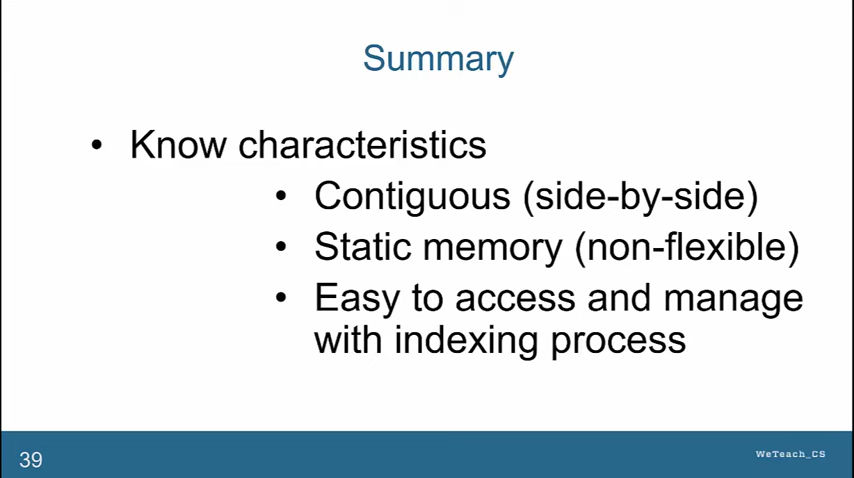 Summary
• Know characteristics
• Contiguous (side-by-side)
• Static memory (non-flexible)
• Easy to access and manage
with indexing process
39
WeTeach_CS